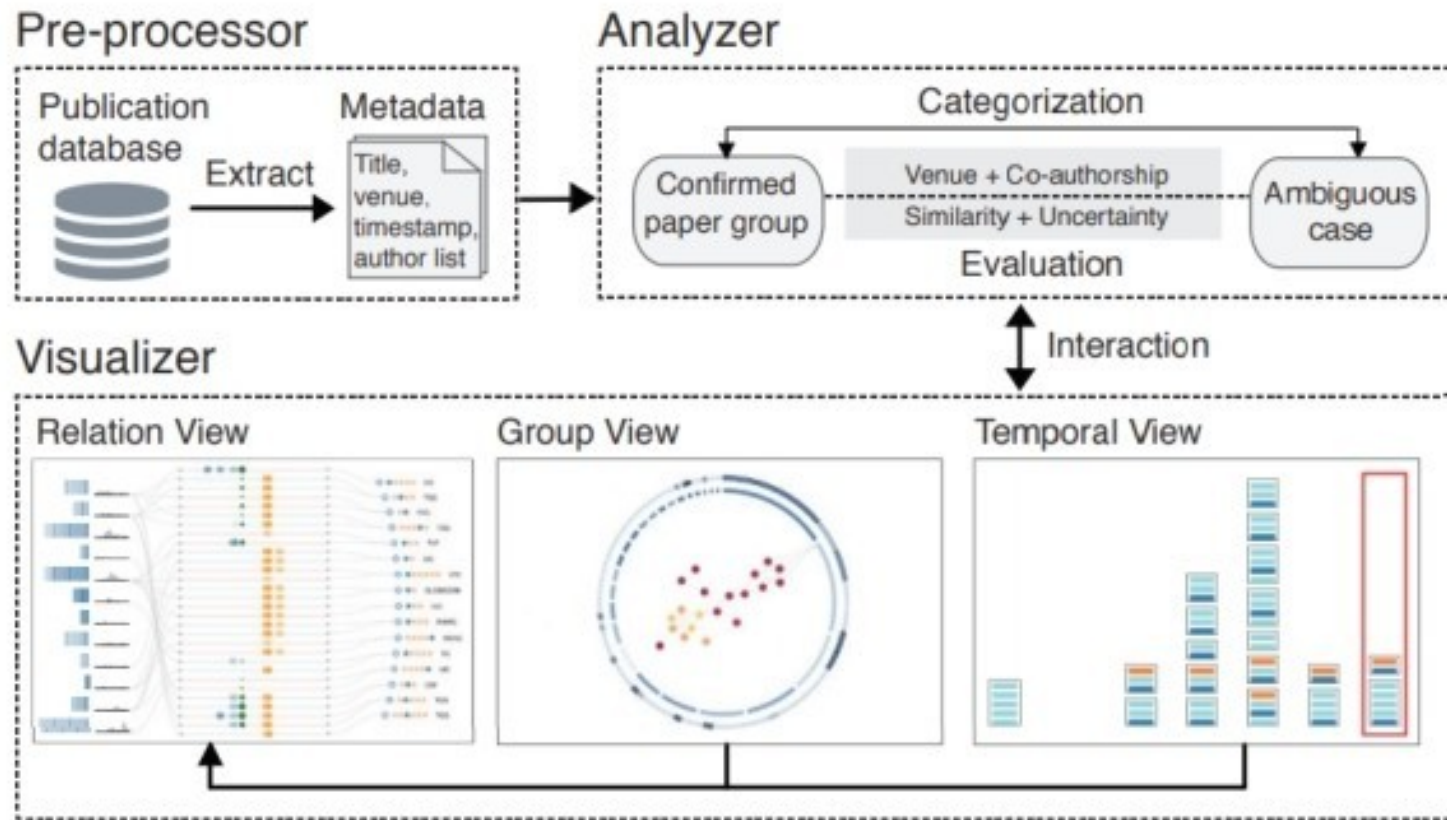 Pre-processor
Publication
database
Extract
Metadata
Title,
venue,
timestamp,
author list
Analyzer
Categorization
Confirmed
paper group
Venue + Co-authorship
Similarity + Uncertainty
Ambiguous
case
Evaluation
Interaction
Visualizer
Relation View
Group View
Temporal View